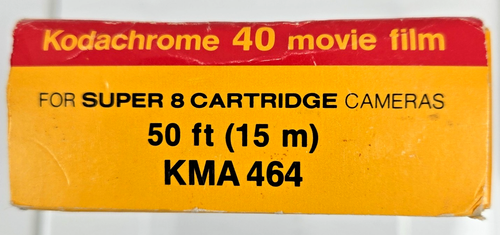 Kodachrome 40 movie film
FOR SUPER 8 CARTRIDGE CAMERAS
50 ft (15 m)
KMA 464